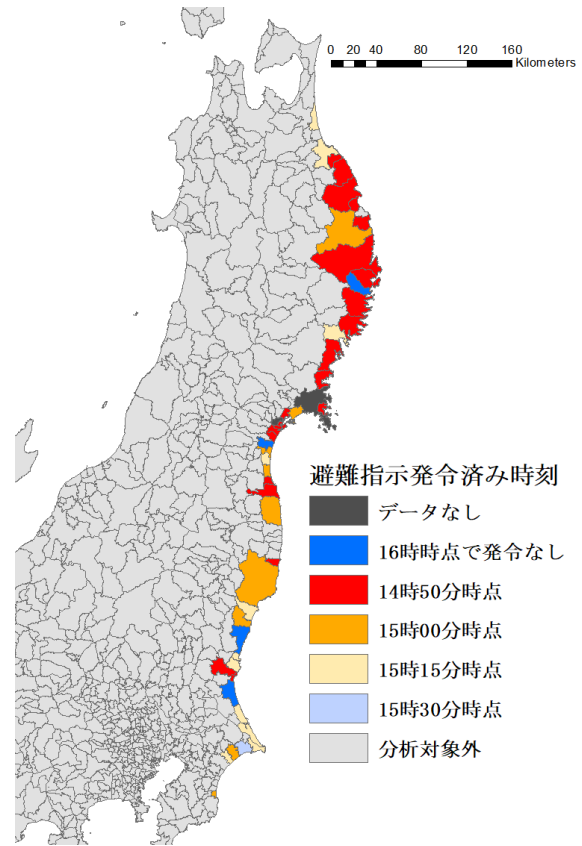 0 20 40 80 120 160
Kilometers
避難指示発令済み時刻
データなし
16時時点で発令なし
14時50分時点
15時00分時点
15時15分時点
15時30分時点
分析対象外